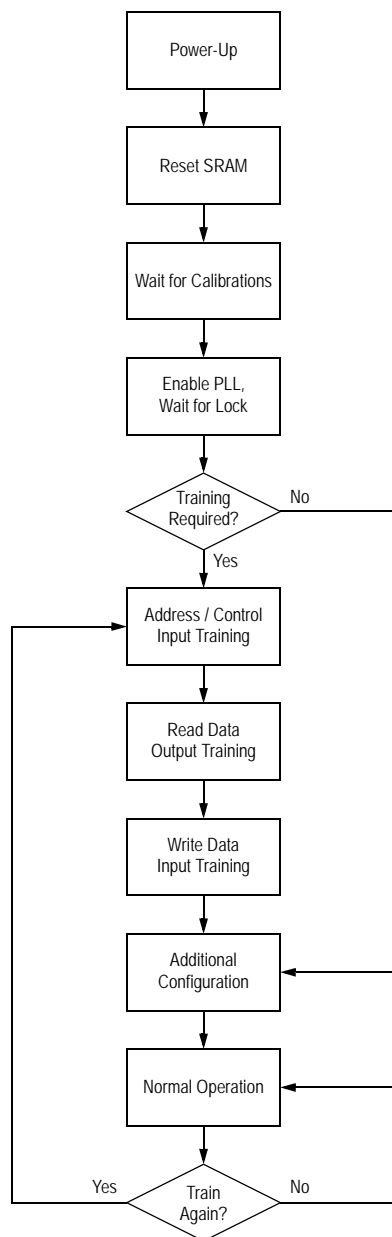 Power-Up
Reset SRAM
Wait for Calibrations
Enable PLL,
Wait for Lock
Training
Required?
No
Yes
Address / Control
Input Training
Read Data
Output Training
Write Data
Input Training
Additional
Configuration
Normal Operation
Yes
Train
Again?
No